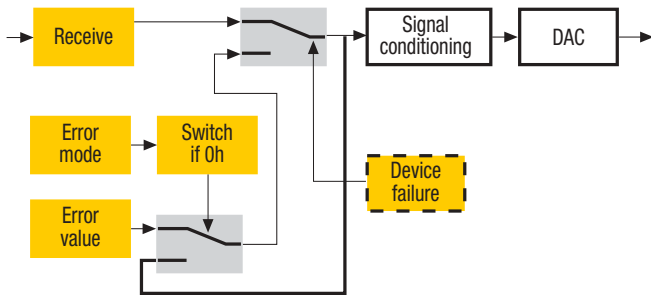 Receive
Signal
conditioning
DAC
Error
mode
Switch
if 0h
Device
failure
Error
value